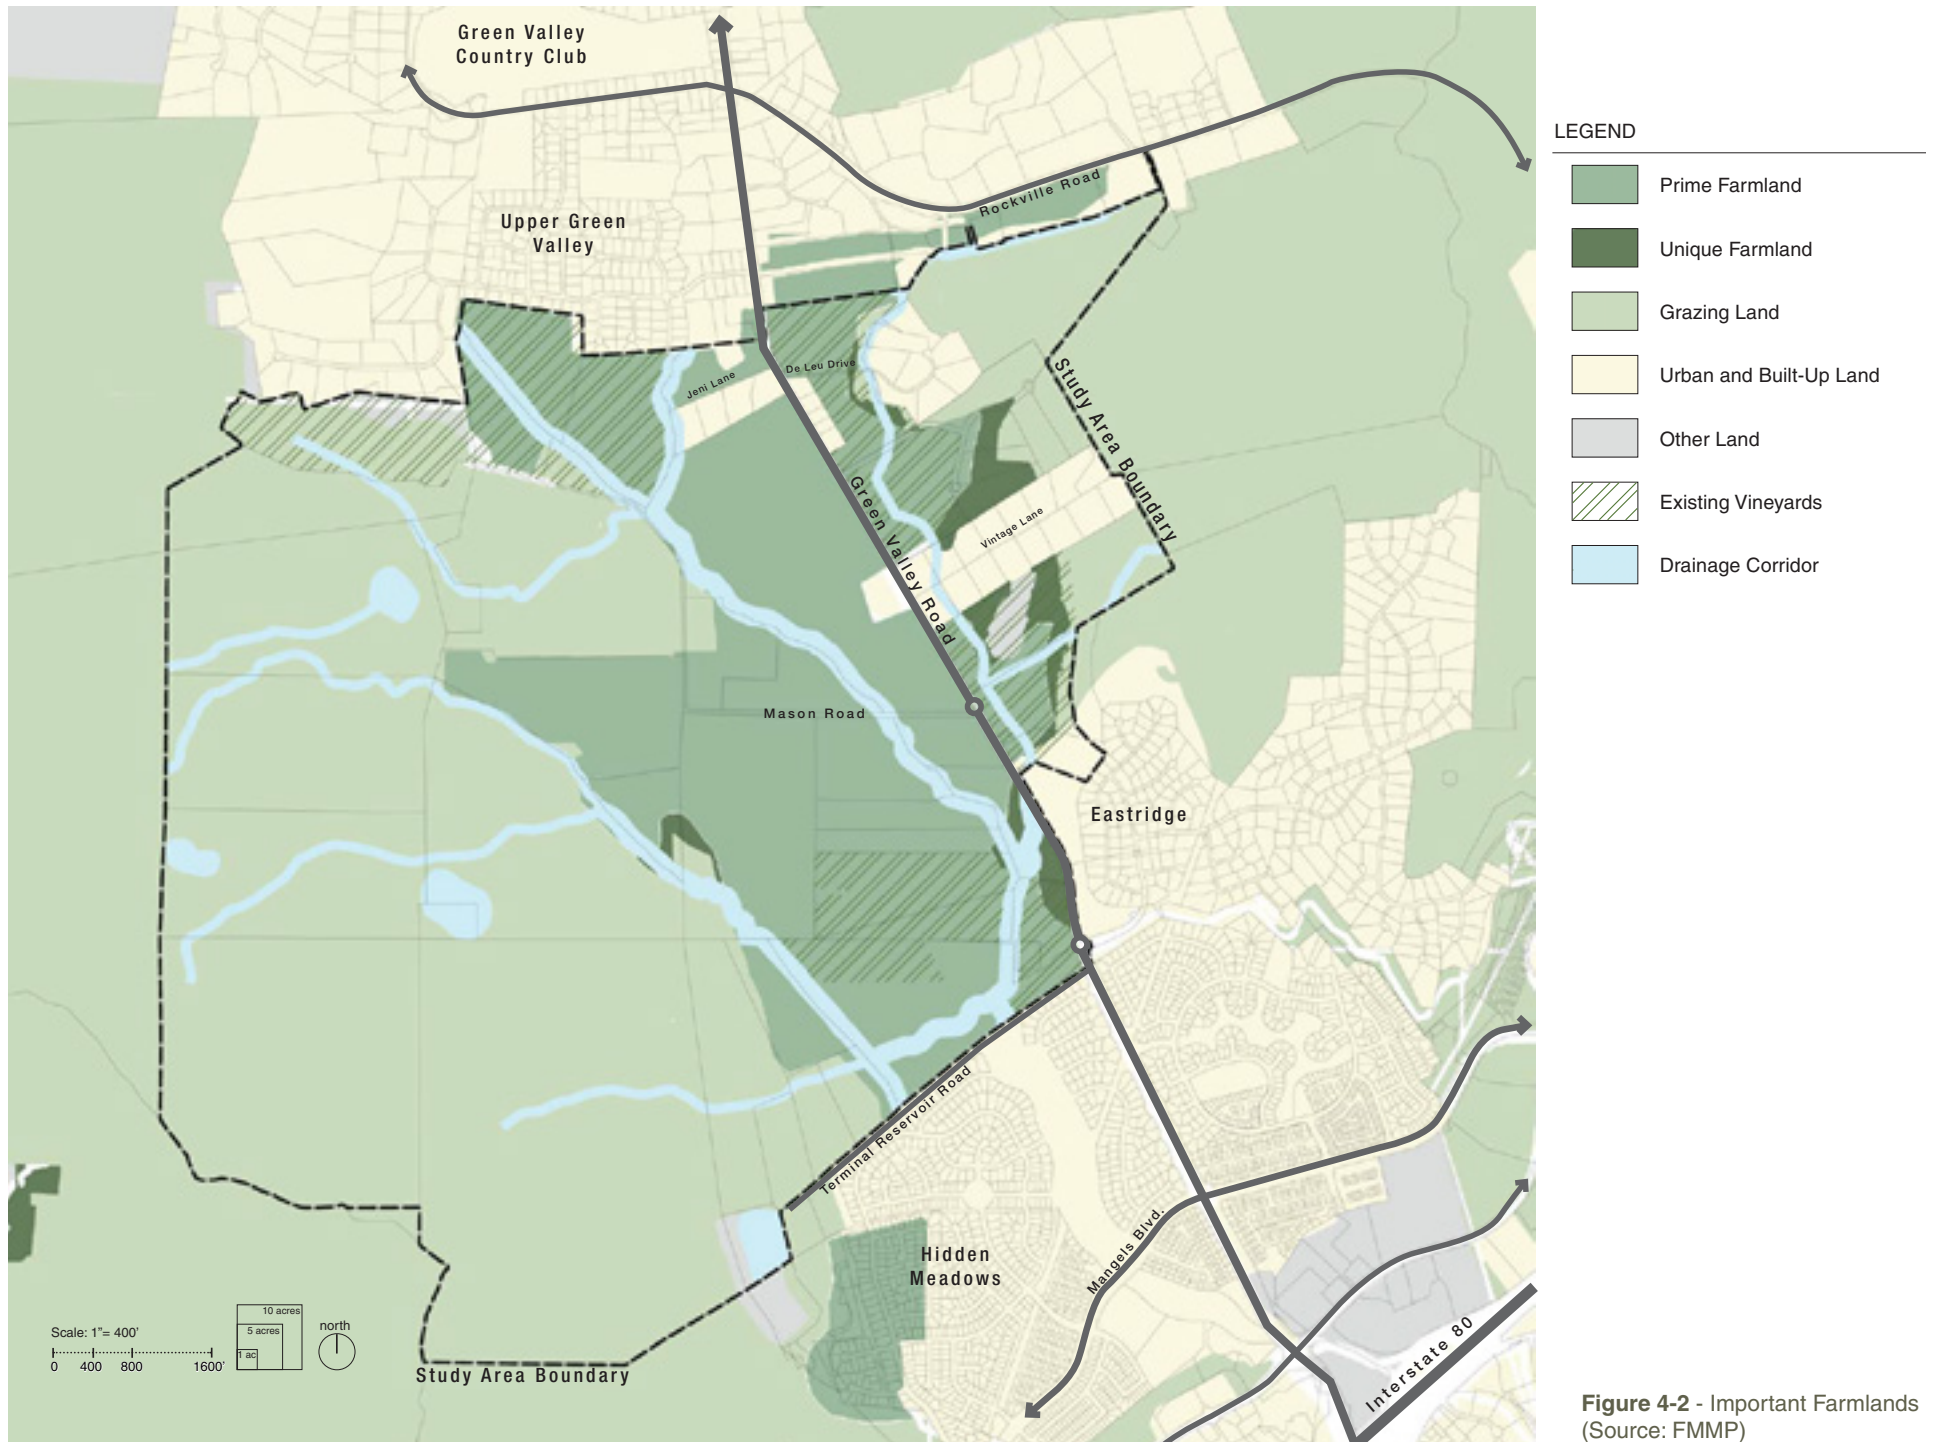 Green Valley
Country Club
Rockville Road
Upper Green
Valley
Jeni Lane
De Leu Drive
Study Area Boundary
Green Valley Road
Vintage Lane
Mason Road
Eastridge
Terminal Reservoir Road
Hidden
Meadows
Mangels Blvd.
Interstate 80
Study Area Boundary
Scale: 1"= 400'
0 400 800 1600'
10 acres
5 acres
1 ac
north
LEGEND
Prime Farmland
Unique Farmland
Grazing Land
Urban and Built-Up Land
Other Land
Existing Vineyards
Drainage Corridor
Figure 4-2 - Important Farmlands
(Source: FMMP)